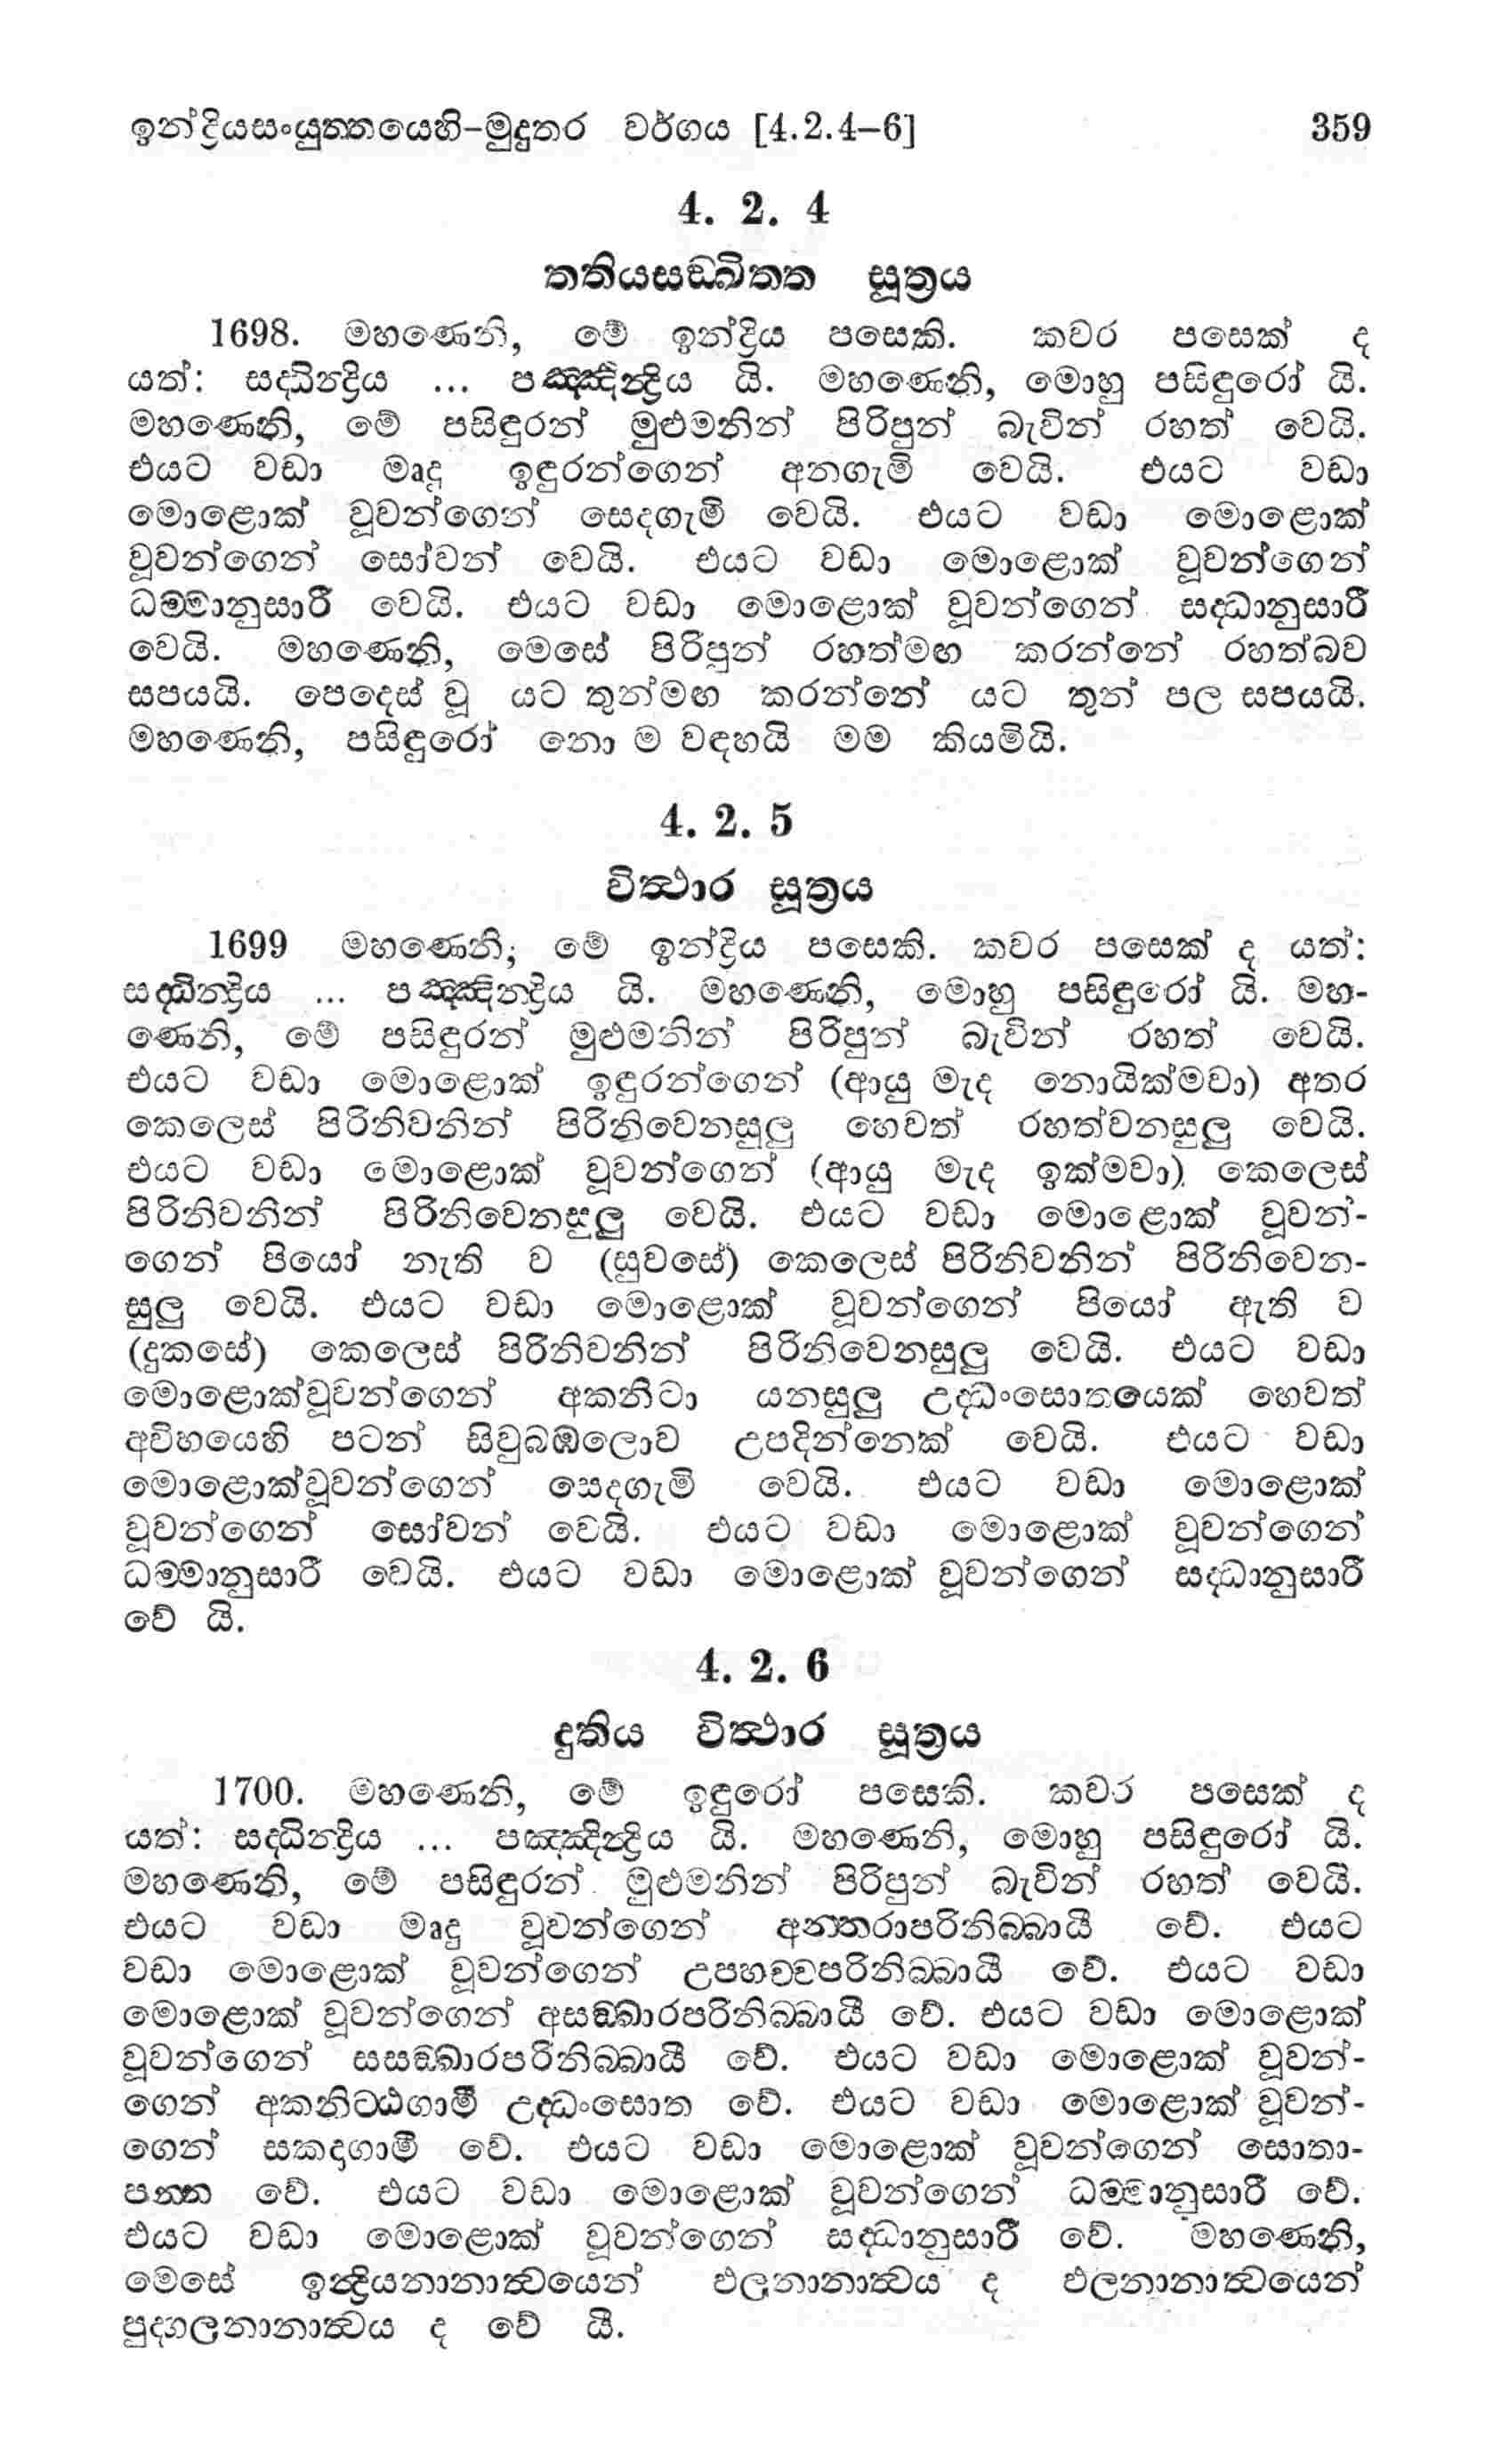 ඉන්ද්‍රියසංයුත්තයෙහි-මුදුතර වර්ගය [4.2.4-6] 359
4. 2. 4
තතියසඞ්ඛිත්ත සූත්‍රය
1698. මහණෙනි, මේ ඉන්ද්‍රිය පසෙකි. කවර පසෙක් ද
යත්: සද්ධින්ද්‍රිය ... පඤ්ඤින්ද්‍රිය යි. මහණෙනි, මොහු පසිඳුරෝ යි.
මහණෙනි, මේ පසිඳුරන් මුළුමනින් පිරිපුන් බැවින් රහත් වෙයි.
එයට වඩා මෘදු ඉඳුරන්ගෙන් අනගැමි වෙයි. එයට වඩා
මොළොක් වූවන්ගෙන් සෙදගැමි වෙයි. එයට වඩා මොළොක්
වූවන්ගෙන් සෝවන් වෙයි. එයට වඩා මොළොක් වූවන්ගෙන්
ධම්මානුසාරී වෙයි. එයට වඩා මොළොක් වූවන්ගෙන් සද්ධානුසාරී
වෙයි. මහණෙනි, මෙසේ පිරිපුන් රහත්මඟ කරන්නේ රහත්බව
සපයයි. පෙදෙස් වූ යට තුන්මඟ කරන්නේ යට තුන් පල සපයයි.
මහණෙනි, පසිඳුරෝ නො ම වඳහයි මම කියමියි.
4. 2. 5
විත්ථාර සූත්‍රය
1699 මහණෙනි; මේ ඉන්ද්‍රිය පසෙකි. කවර පසෙක් ද යත්:
සද්ධින්ද්‍රිය ... පඤ්ඤින්ද්‍රිය යි. මහණෙනි, මොහු පසිඳුරෝ යි. මහ-
ණෙනි, මේ පසිඳුරන් මුළුමනින් පිරිපුන් බැවින් රහත් වෙයි.
එයට වඩා මොළොක් ඉඳුරන්ගෙන් (ආයු මැද නොයික්මවා) අතර
කෙලෙස් පිරිනිවනින් පිරිනිවෙනසුලු හෙවත් රහත්වනසුලු වෙයි.
එයට වඩා මොළොක් වූවන්ගෙන් (ආයු මැද ඉක්මවා) කෙලෙස්
පිරිනිවනින් පිරිනිවෙනසුලු වෙයි. එයට වඩා මොළොක් වූවන්-
ගෙන් පියෝ නැති ව (සුවසේ) කෙලෙස් පිරිනිවනින් පිරිනිවෙන-
සුලු වෙයි. එයට වඩා මොළොක් වූවන්ගෙන් පියෝ ඇති ව
(දුකසේ) කෙලෙස් පිරිනිවනින් පිරිනිවෙනසුලු වෙයි. එයට වඩා
මොළොක්වූවන්ගෙන් අකනිටා යනසුලු උද්ධංසොතයෙක් හෙවත්
අවිහයෙහි පටන් සිවුබඹලොව උපදින්නෙක් වෙයි. එයට වඩා
මොළොක්වූවන්ගෙන් සෙදගැමි වෙයි. එයට වඩා මොළොක්
වූවන්ගෙන් සෝවන් වෙයි. එයට වඩා මොළොක් වූවන්ගෙන්
ධම්මානුසාරී වෙයි. එයට වඩා මොළොක් වූවන්ගෙන් සද්ධානුසාරී
වේ යි.
4. 2. 6
දුතිය විත්ථාර සූත්‍රය
1700. මහණෙනි, මේ ඉඳුරෝ පසෙකි. කවර පසෙක් ද
යත්: සද්ධින්ද්‍රිය ... පඤ්ඤින්ද්‍රිය යි. මහණෙනි, මොහු පසිඳුරෝ යි.
මහණෙනි, මේ පසිඳුරන් මුළුමනින් පිරිපුන් බැවින් රහත් වෙයි.
එයට වඩා මෘදු වූවන්ගෙන් අන්තරාපරිනිබ්බායී වේ. එයට
වඩා මොළොක් වූවන්ගෙන් උපහච්චපරිනිබ්බායී වේ. එයට වඩා
මොළොක් වූවන්ගෙන් අසඞ්ඛාරපරිනිබ්බායී වේ. එයට වඩා මොළොක්
වූවන්ගෙන් සසඞ්ඛාරපරිනිබ්බායී වේ. එයට වඩා මොළොක් වූවන්-
ගෙන් අකනිට්ඨගාමී උද්ධංසොත වේ. එයට වඩා මොළොක් වූවන්-
ගෙන් සකදාගාමී වේ. එයට වඩා මොළොක් වූවන්ගෙන් සොතා-
පන්න වේ. එයට වඩා මොළොක් වූවන්ගෙන් ධම්මානුසාරී වේ.
එයට වඩා මොළොක් වූවන්ගෙන් සද්ධානුසාරී වේ. මහණෙනි,
මෙසේ ඉන්ද්‍රියනානාත්වයෙන් ඵලනානාත්වය ද ඵලනානාත්වයෙන්
පුද්ගලනානාත්වය ද වේ යී.